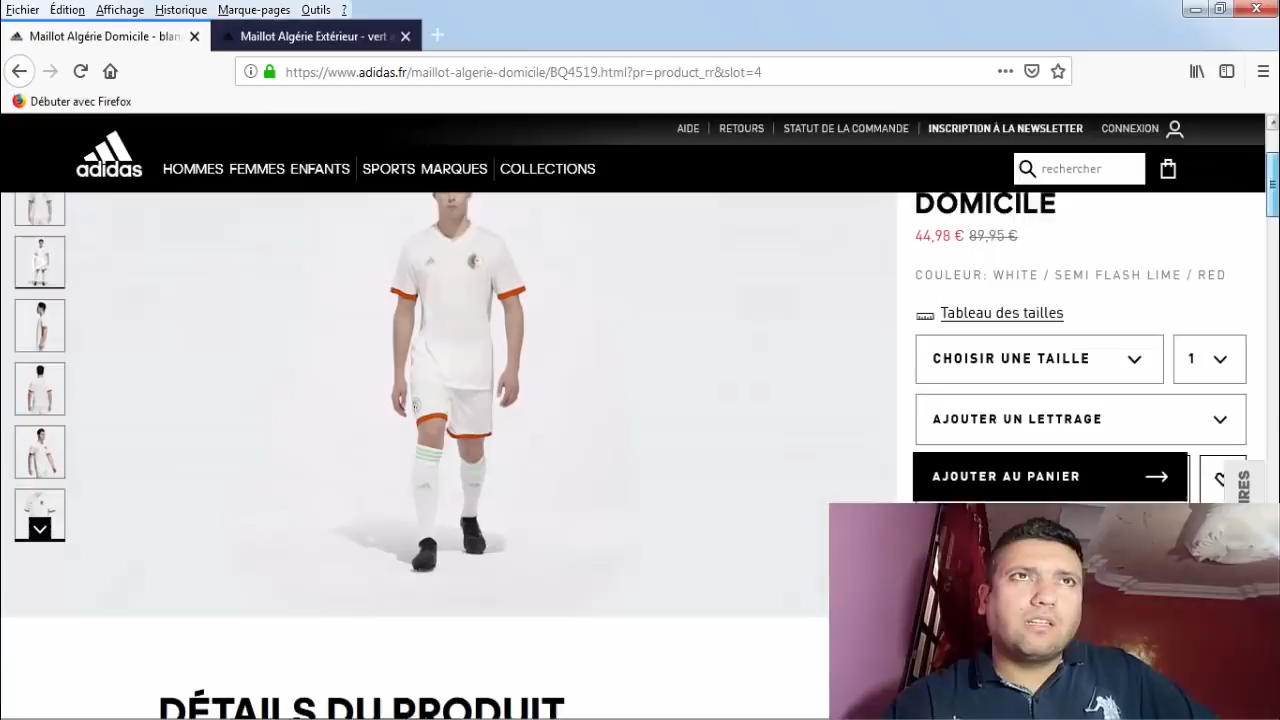 Fichier Édition Affichage Historique Marque-pages Outils ?
Maillot Algérie Domicile - blan
Maillot Algérie Extérieur - vert
https://www.adidas.fr/maillot-algerie-domicile/BQ4519.html?pr=product_rr&slot=4
Débuter avec Firefox
AIDE RETOURS STATUT DE LA COMMANDE INSCRIPTION À LA NEWSLETTER CONNEXION
adidas
HOMMES FEMMES ENFANTS SPORTS MARQUES COLLECTIONS
rechercher
DOMICILE
44,98 € 89,95 €
COULEUR: WHITE / SEMI FLASH LIME / RED
Tableau des tailles
CHOISIR UNE TAILLE
1
AJOUTER UN LETTRAGE
AJOUTER AU PANIER
IRES
DÉTAILS DU PRODUIT